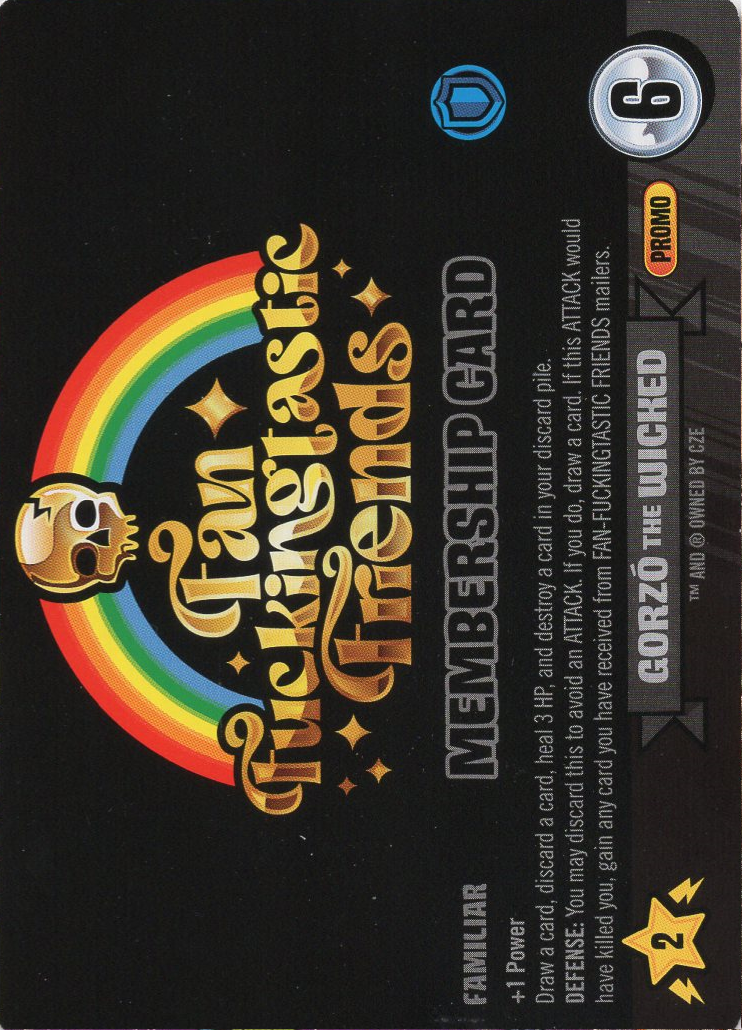 Fan
Fuckingtastic
Friends
MEMBERSHIP CARD
FAMILIAR
+1 Power
Draw a card, discard a card, heal 3 HP, and destroy a card in your discard pile.
DEFENSE: You may discard this to avoid an ATTACK. If you do, draw a card. If this ATTACK would
have killed you, gain any card you have received from FAN-FUCKINGTASTIC FRIENDS mailers.
2
GORZÓ THE WICKED
PROMO
6
™ AND ® OWNED BY CZE